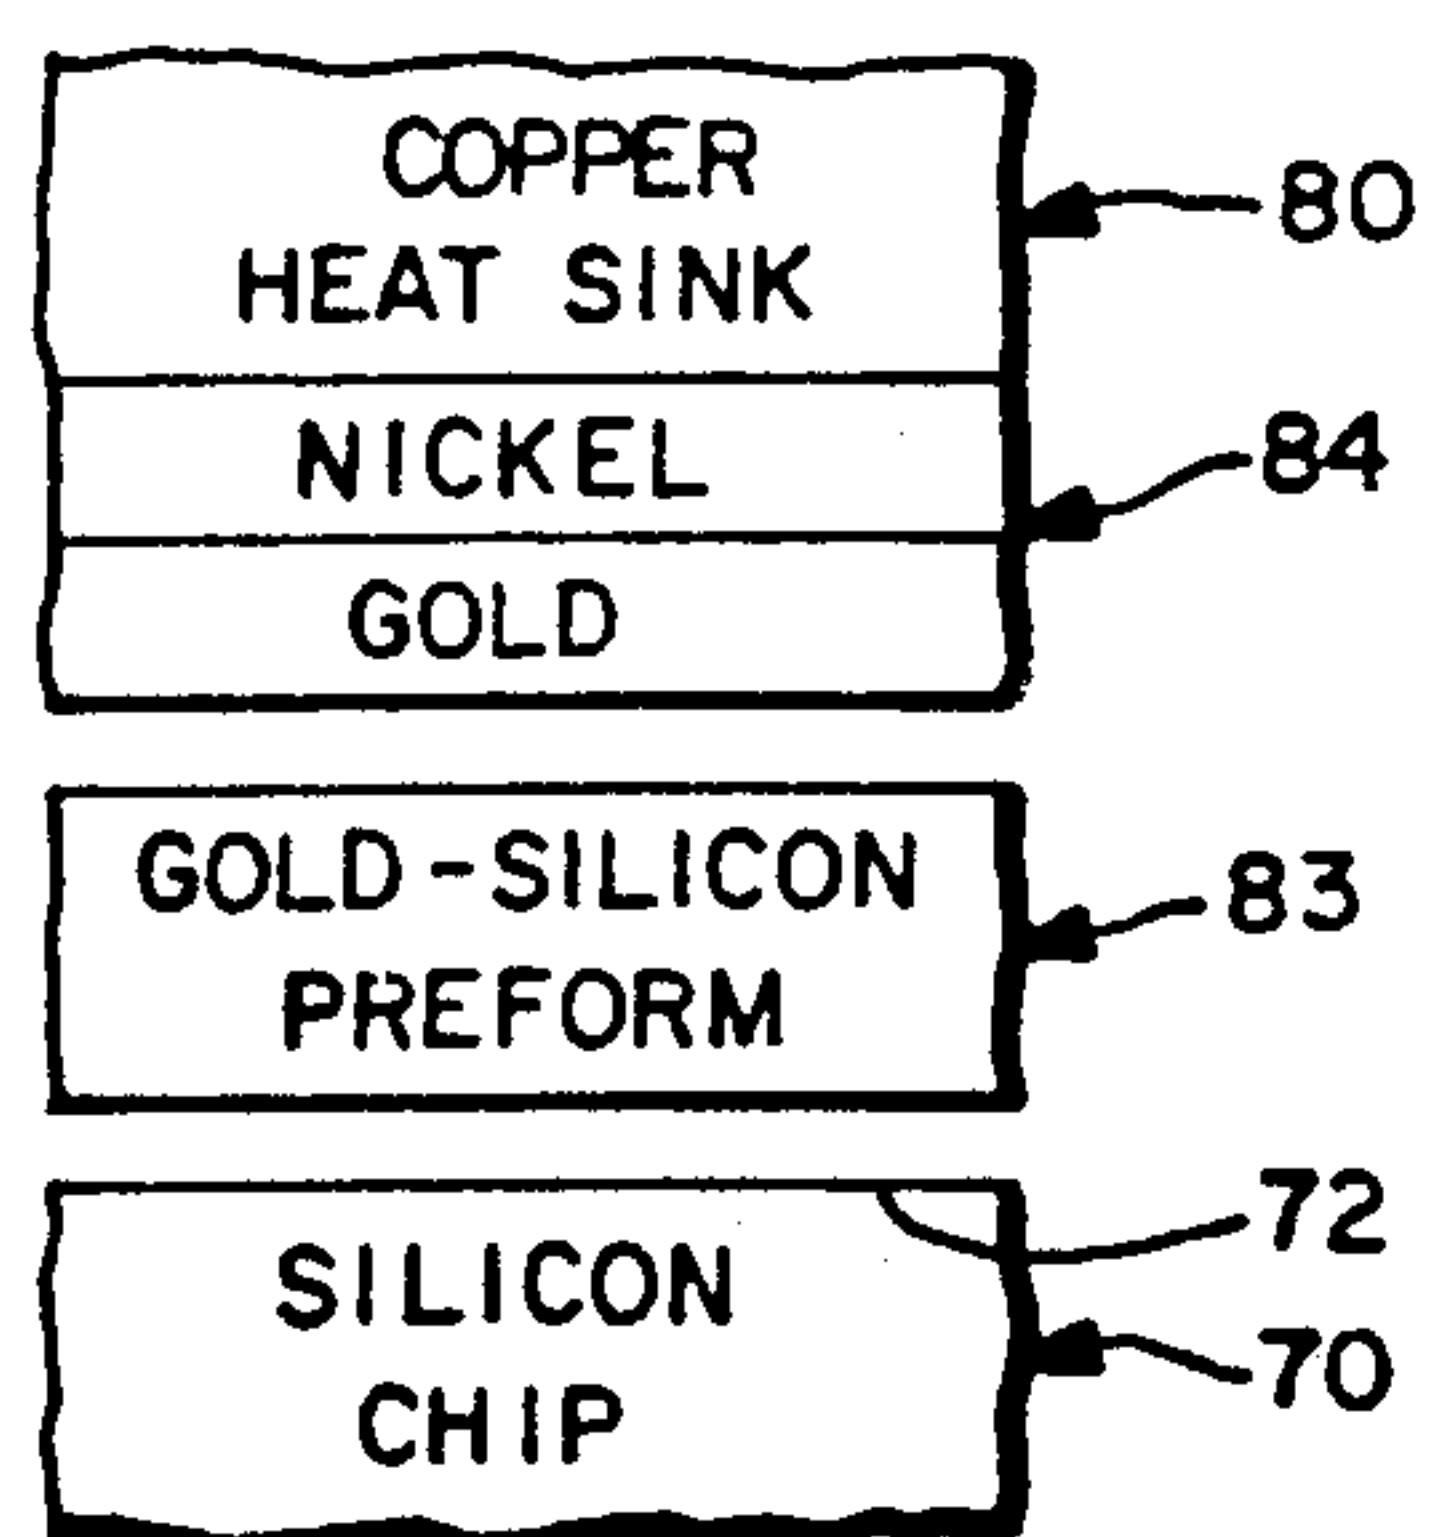 COPPER
HEAT SINK
80
NICKEL
84
GOLD
GOLD-SILICON
PREFORM
83
72
SILICON
CHIP
70